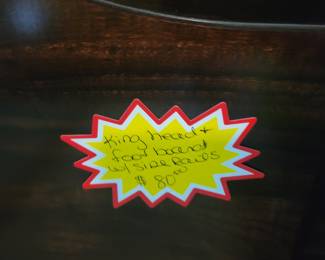 King head +
foot board
w/ side Rails
$ 80.00